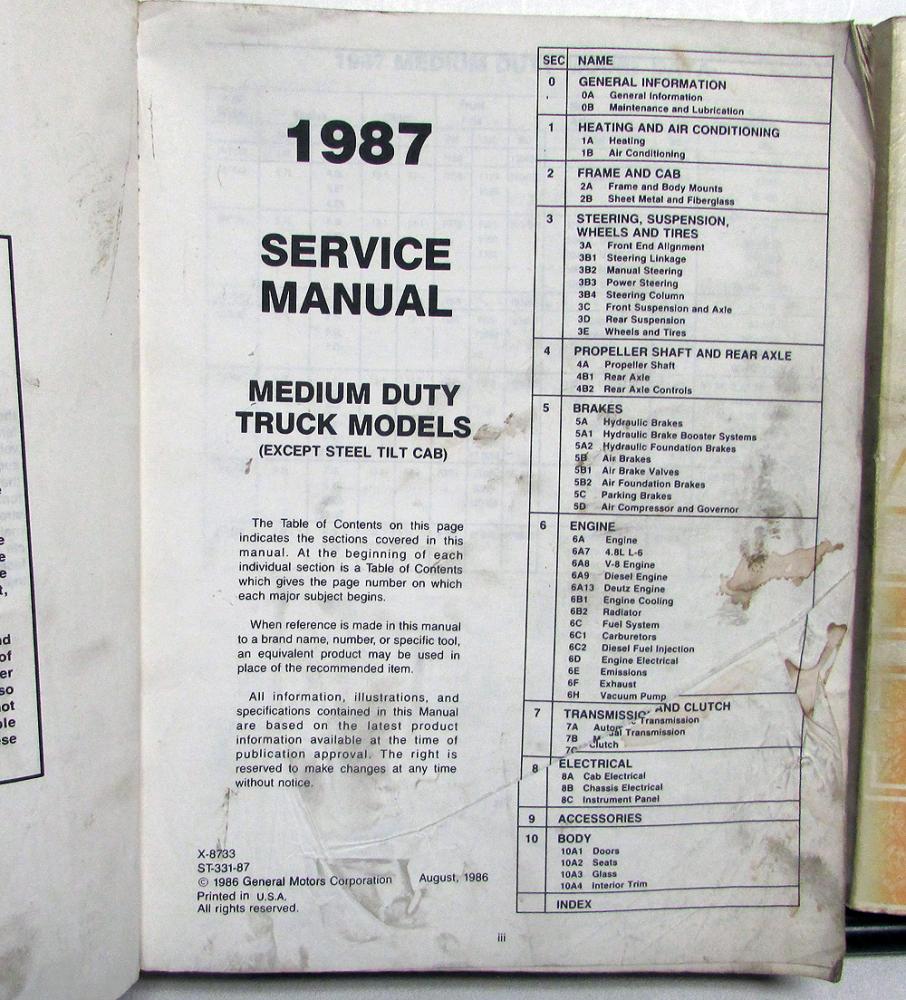 1987
SERVICE
MANUAL
MEDIUM DUTY
TRUCK MODELS
(EXCEPT STEEL TILT CAB)
The Table of Contents on this page
indicates the sections covered in this
manual. At the beginning of each
individual section is a Table of Contents
which gives the page number on which
each major subject begins.
When reference is made in this manual
to a brand name, number, or specific tool,
an equivalent product may be used in
place of the recommended item.
All information, illustrations, and
specifications contained in this Manual
are based on the latest product
information available at the time of
publication approval. The right is
reserved to make changes at any time
without notice.
X-8733
ST-331-87
© 1986 General Motors Corporation August, 1986
Printed in U.S.A.
All rights reserved.
SEC NAME
0 GENERAL INFORMATION
0A General Information
0B Maintenance and Lubrication
1 HEATING AND AIR CONDITIONING
1A Heating
1B Air Conditioning
2 FRAME AND CAB
2A Frame and Body Mounts
2B Sheet Metal and Fiberglass
3 STEERING, SUSPENSION,
WHEELS AND TIRES
3A Front End Alignment
3B1 Steering Linkage
3B2 Manual Steering
3B3 Power Steering
3B4 Steering Column
3C Front Suspension and Axle
3D Rear Suspension
3E Wheels and Tires
4 PROPELLER SHAFT AND REAR AXLE
4A Propeller Shaft
4B1 Rear Axle
4B2 Rear Axle Controls
5 BRAKES
5A Hydraulic Brakes
5A1 Hydraulic Brake Booster Systems
5A2 Hydraulic Foundation Brakes
5B Air Brakes
5B1 Air Brake Valves
5B2 Air Foundation Brakes
5C Parking Brakes
5D Air Compressor and Governor
6 ENGINE
6A Engine
6A7 4.8L L-6
6A8 V-8 Engine
6A9 Diesel Engine
6A13 Deutz Engine
6B1 Engine Cooling
6B2 Radiator
6C Fuel System
6C1 Carburetors
6C2 Diesel Fuel Injection
6D Engine Electrical
6E Emissions
6F Exhaust
6H Vacuum Pump
7 AND CLUTCH
7A Transmission
7B Transmission
Clutch
8 ELECTRICAL
8A Cab Electrical
8B Chassis Electrical
8C Instrument Panel
9 ACCESSORIES
10 BODY
10A1 Doors
10A2 Seats
10A3 Glass
10A4 Interior Trim
INDEX
iii